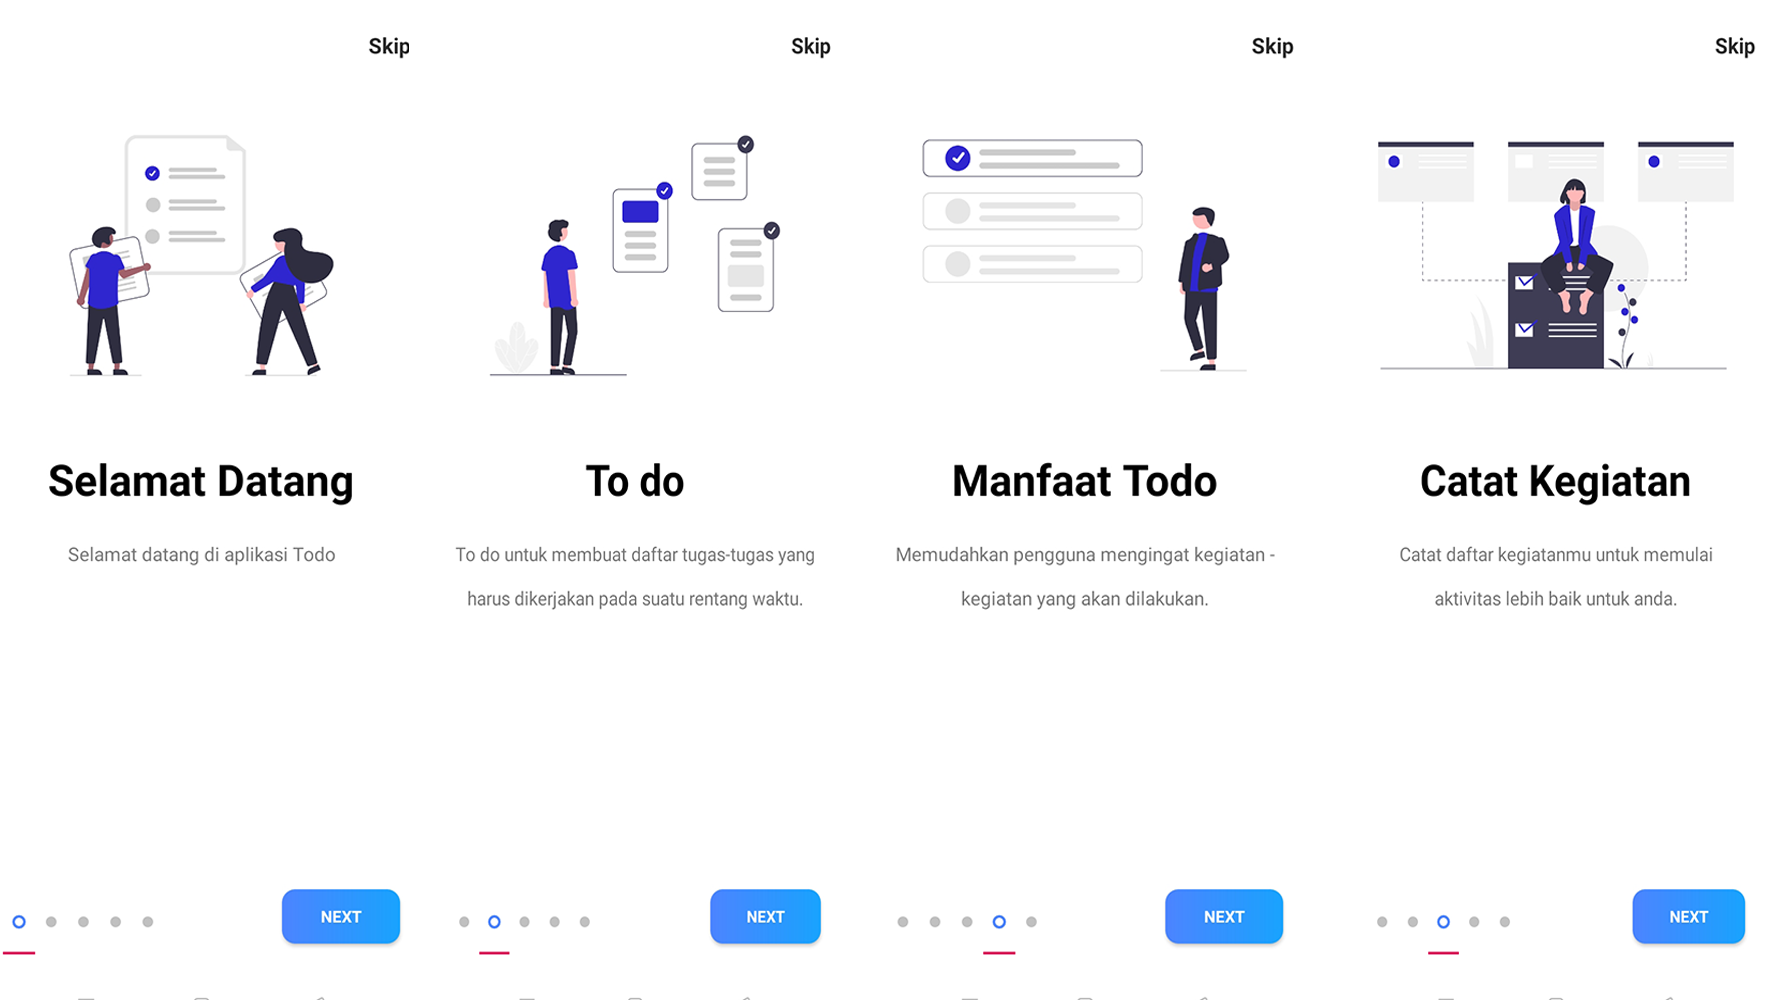 Skip
Selamat Datang
Selamat datang di aplikasi Todo
NEXT
Skip
To do
To do untuk membuat daftar tugas-tugas yang
harus dikerjakan pada suatu rentang waktu.
NEXT
Skip
Manfaat Todo
Memudahkan pengguna mengingat kegiatan -
kegiatan yang akan dilakukan.
NEXT
Skip
Catat Kegiatan
Catat daftar kegiatanmu untuk memulai
aktivitas lebih baik untuk anda.
NEXT